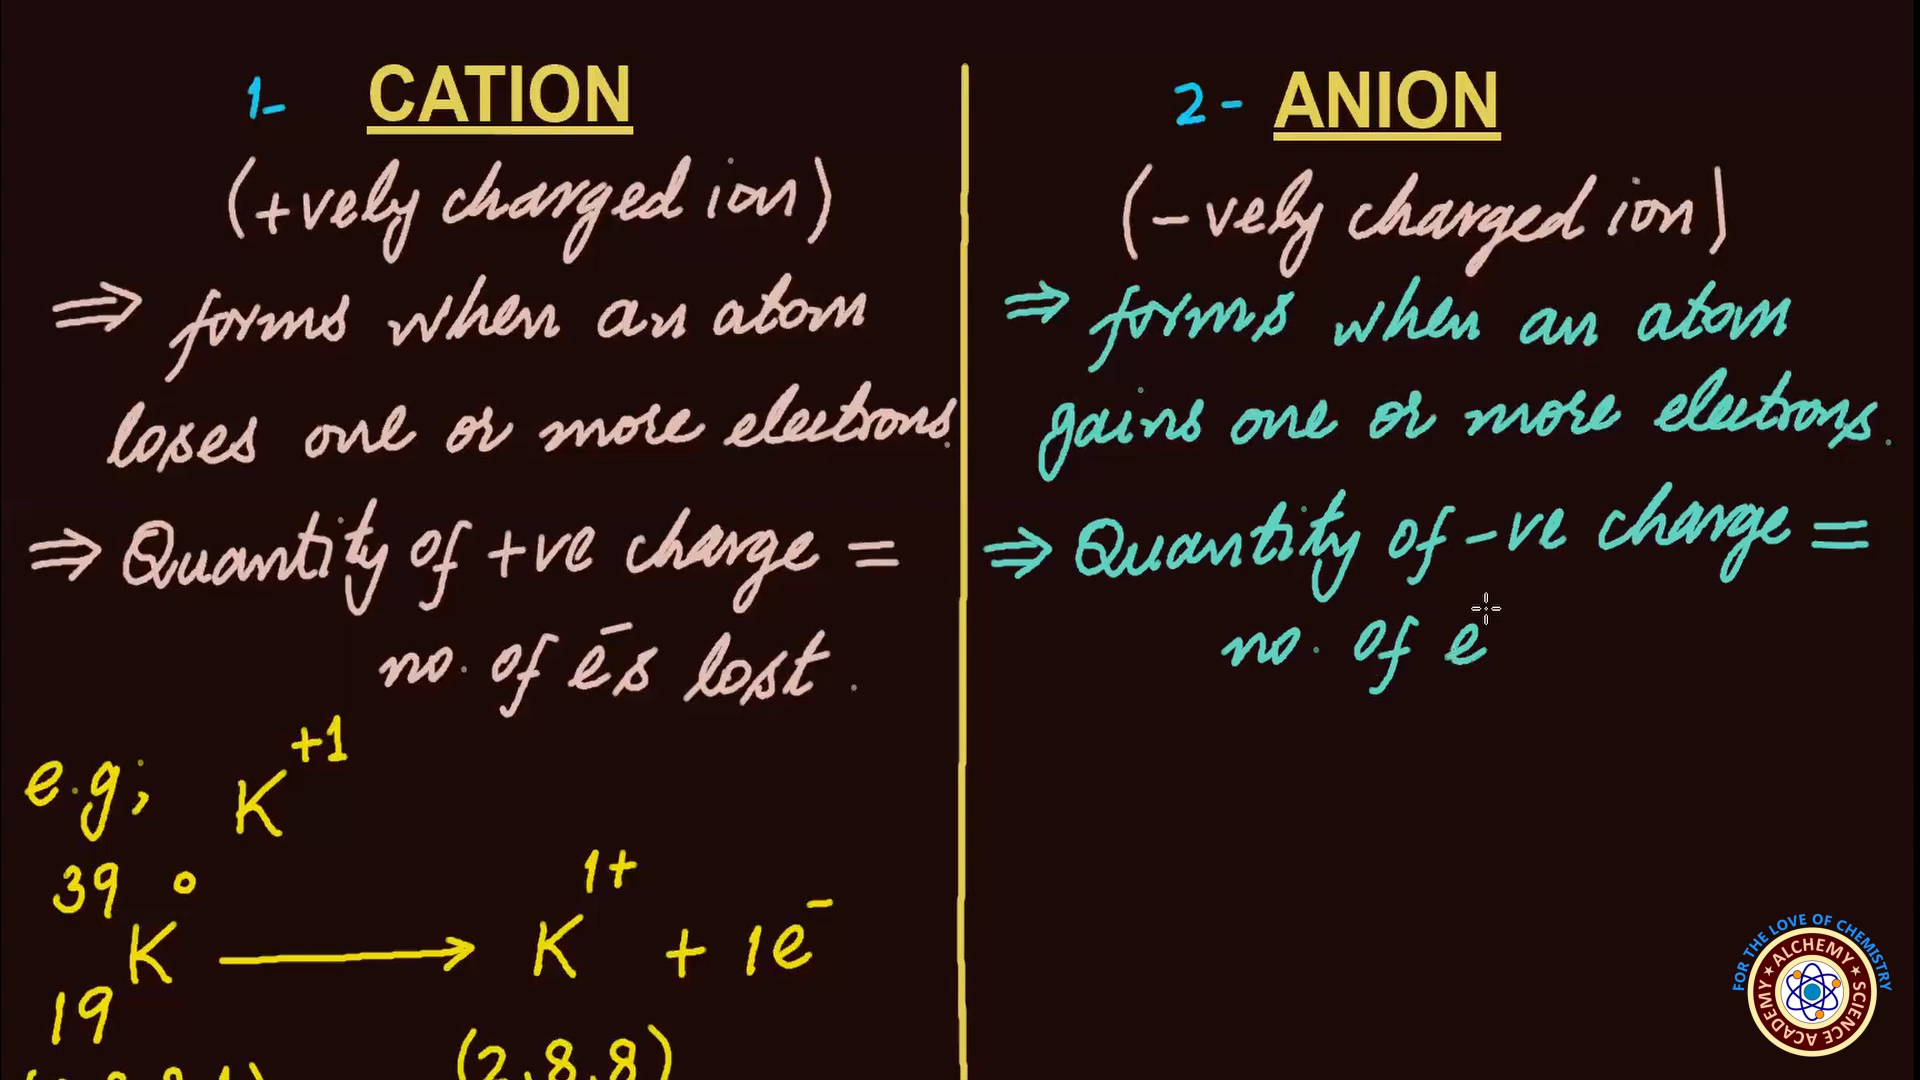 1- CATION
(+vely charged ion)
⇒ forms when an atom
loses one or more electrons.
⇒ Quantity of +ve charge =
no. of e̅s lost.
e.g; K⁺¹
39 0
K ⟶ K¹⁺ + 1e⁻
19
(2,8,8)
2- ANION
(-vely charged ion)
⇒ forms when an atom
gains one or more electrons.
⇒ Quantity of -ve charge =
no. of e
FOR THE LOVE OF CHEMISTRY
ALCHEMY
SCIENCE ACADEMY